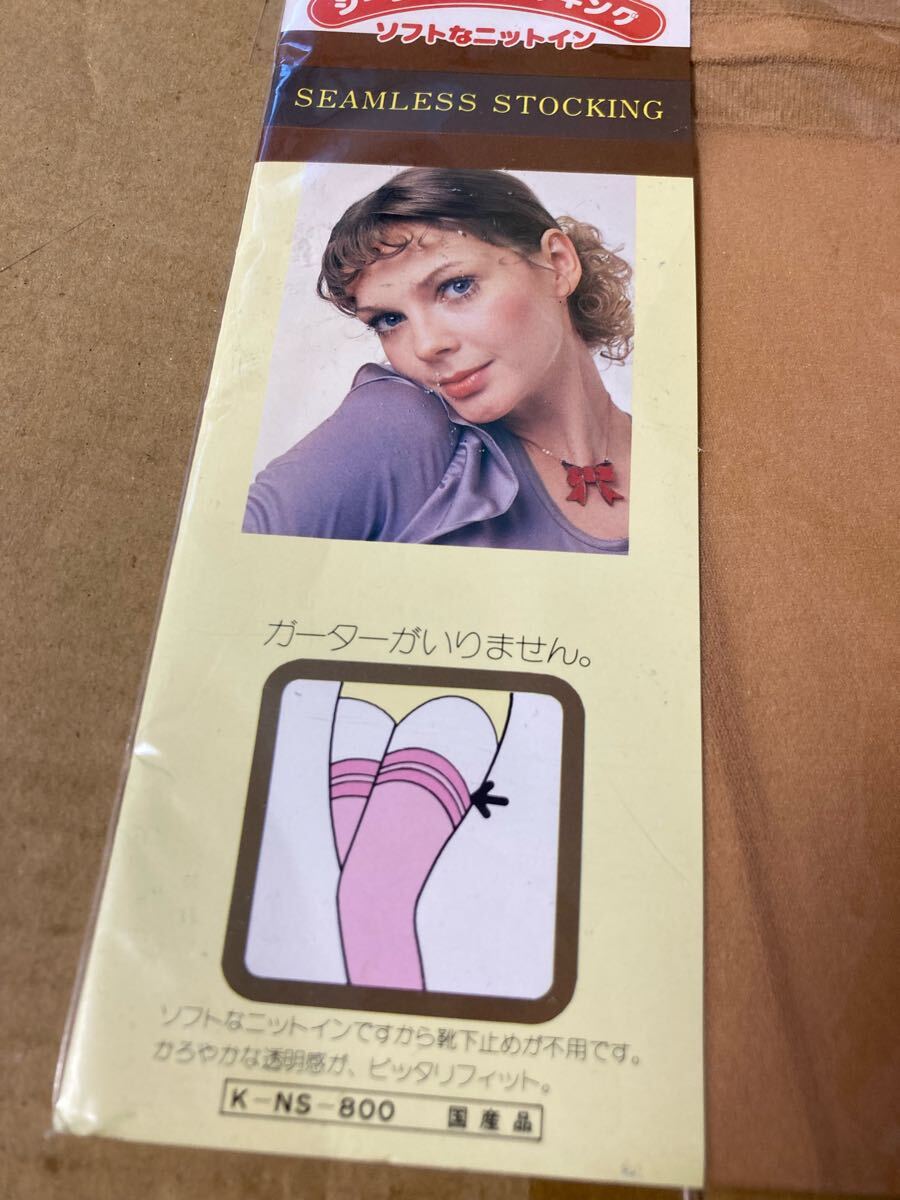 ソフトなニットイン
SEAMLESS STOCKING
ガーターがいりません。
ソフトなニットインですから靴下止めが不用です。
かろやかな透明感が、ピッタリフィット。
K-NS-800 国産品